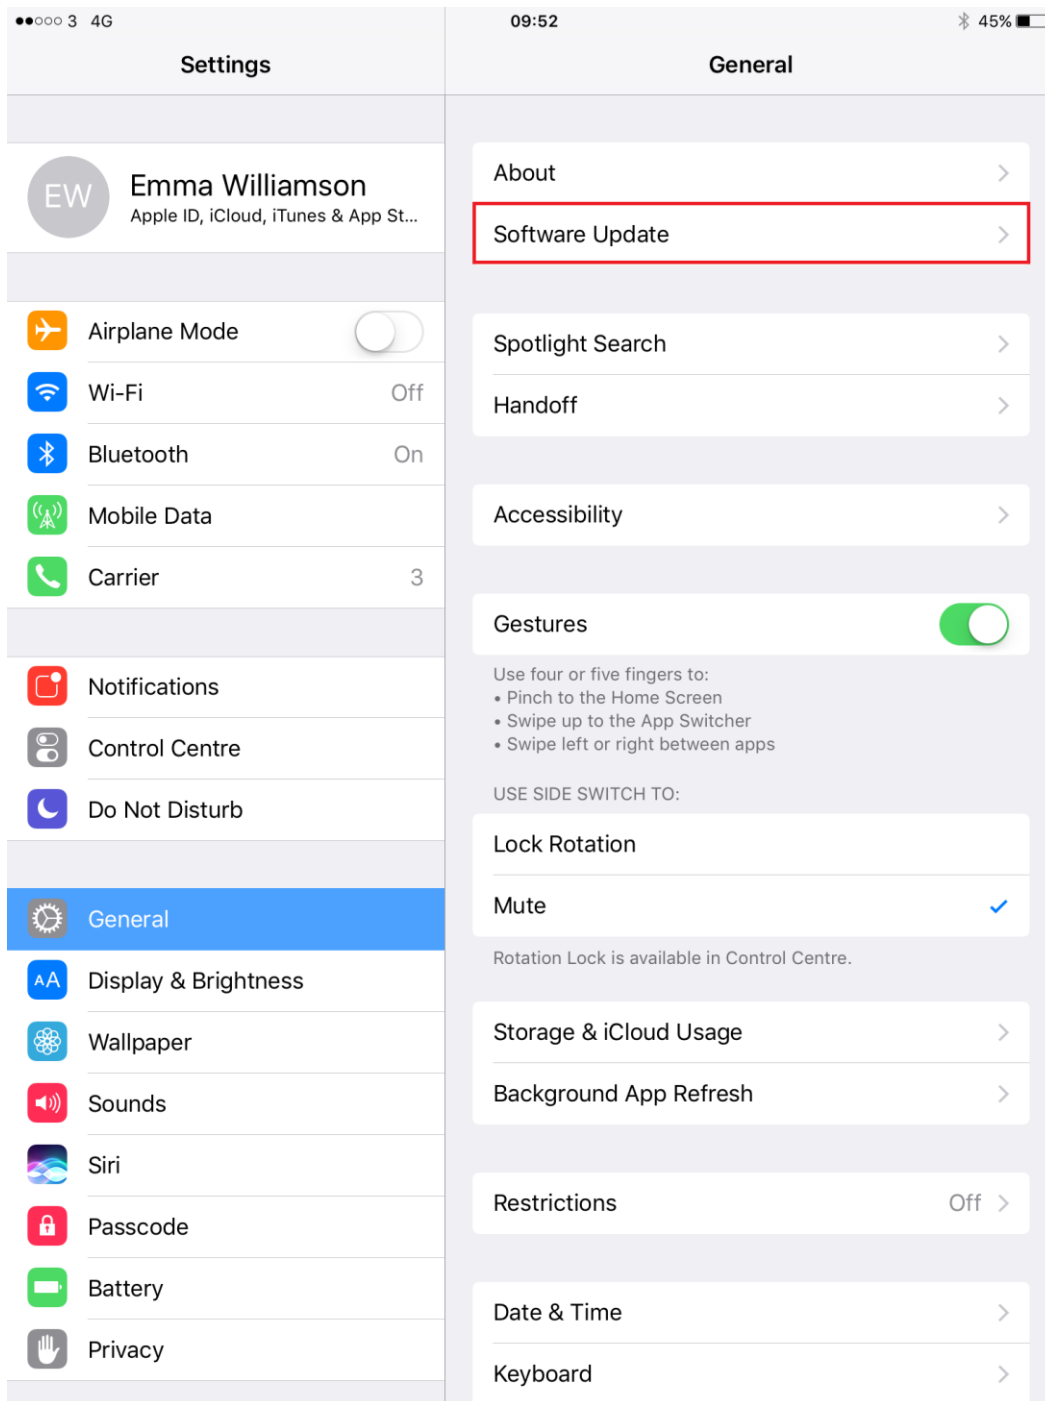 3 4G
09:52
45%
Settings
General
EW
Emma Williamson
Apple ID, iCloud, iTunes & App St...
Airplane Mode
Wi-Fi Off
Bluetooth On
Mobile Data
Carrier 3
Notifications
Control Centre
Do Not Disturb
General
AA Display & Brightness
Wallpaper
Sounds
Siri
Passcode
Battery
Privacy
About
Software Update
Spotlight Search
Handoff
Accessibility
Gestures
Use four or five fingers to:
• Pinch to the Home Screen
• Swipe up to the App Switcher
• Swipe left or right between apps
USE SIDE SWITCH TO:
Lock Rotation
Mute
Rotation Lock is available in Control Centre.
Storage & iCloud Usage
Background App Refresh
Restrictions Off
Date & Time
Keyboard